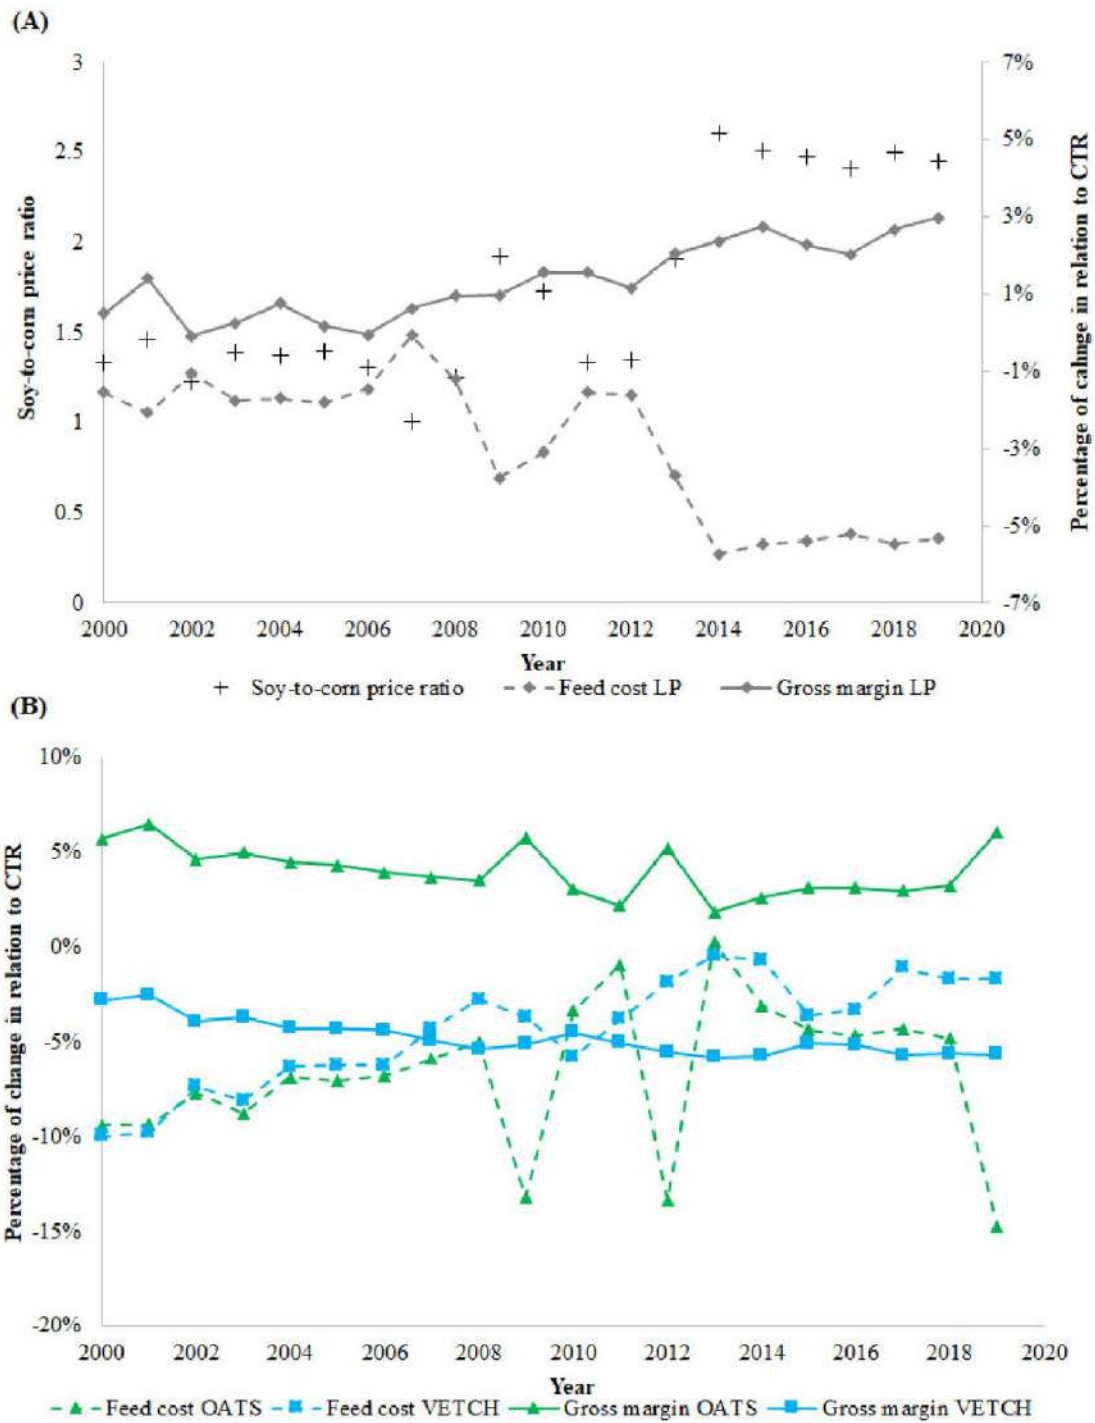 (A)
3
2.5
2
1.5
1
0.5
0
7%
5%
3%
1%
-1%
-3%
-5%
-7%
Soy-to-corn price ratio
Percentage of cahnge in relation to CTR
2000 2002 2004 2006 2008 2010 2012 2014 2016 2018 2020
Year
Soy-to-corn price ratio Feed cost LP Gross margin LP
(B)
10%
5%
0%
-5%
-10%
-15%
-20%
Percentage of change in relation to CTR
2000 2002 2004 2006 2008 2010 2012 2014 2016 2018 2020
Year
Feed cost OATS Feed cost VETCH Gross margin OATS Gross margin VETCH